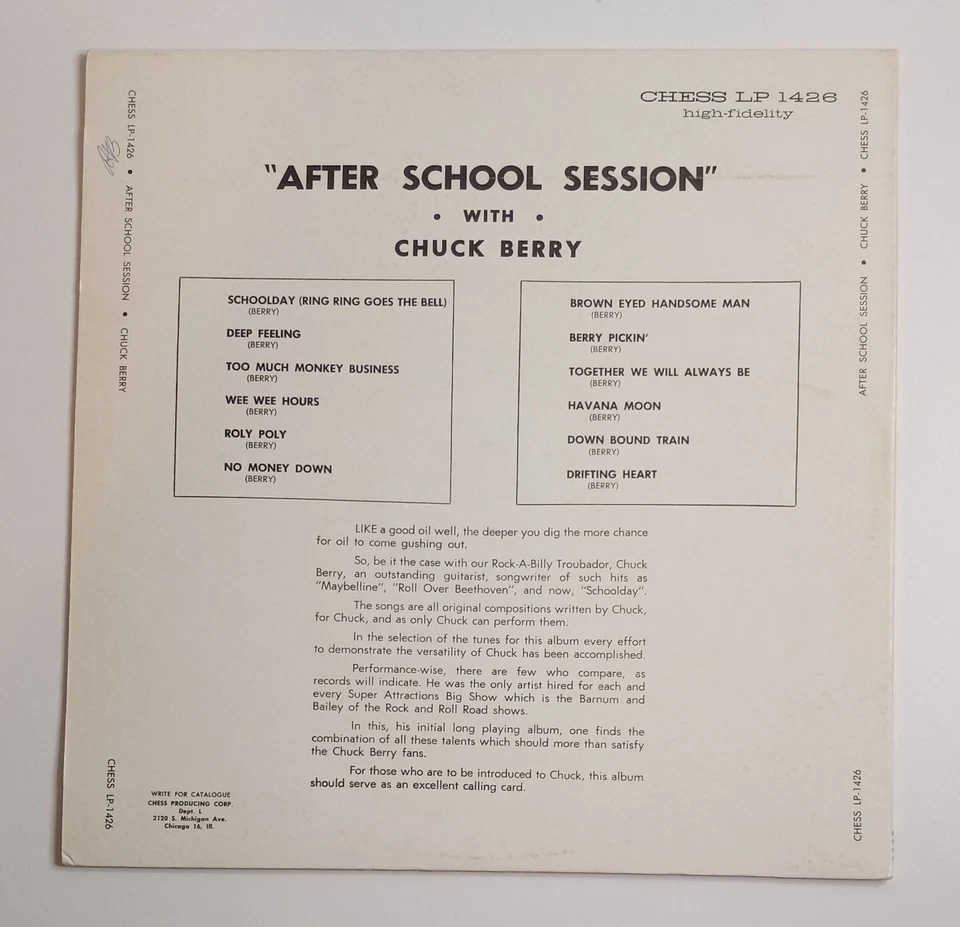 CHESS LP 1426
high-fidelity
"AFTER SCHOOL SESSION"
• WITH •
CHUCK BERRY
SCHOOLDAY (RING RING GOES THE BELL)
(BERRY)
DEEP FEELING
(BERRY)
TOO MUCH MONKEY BUSINESS
(BERRY)
WEE WEE HOURS
(BERRY)
ROLY POLY
(BERRY)
NO MONEY DOWN
(BERRY)
BROWN EYED HANDSOME MAN
(BERRY)
BERRY PICKIN'
(BERRY)
TOGETHER WE WILL ALWAYS BE
(BERRY)
HAVANA MOON
(BERRY)
DOWN BOUND TRAIN
(BERRY)
DRIFTING HEART
(BERRY)
LIKE a good oil well, the deeper you dig the more chance
for oil to come gushing out.
So, be it the case with our Rock-A-Billy Troubador, Chuck
Berry, an outstanding guitarist, songwriter of such hits as
"Maybelline", "Roll Over Beethoven", and now, "Schoolday".
The songs are all original compositions written by Chuck,
for Chuck, and as only Chuck can perform them.
In the selection of the tunes for this album every effort
to demonstrate the versatility of Chuck has been accomplished.
Performance-wise, there are few who compare, as
records will indicate. He was the only artist hired for each and
every Super Attractions Big Show which is the Barnum and
Bailey of the Rock and Roll Road shows.
In this, his initial long playing album, one finds the
combination of all these talents which should more than satisfy
the Chuck Berry fans.
For those who are to be introduced to Chuck, this album
should serve as an excellent calling card.
WRITE FOR CATALOGUE
CHESS PRODUCING CORP.
Dept. L
2120 S. Michigan Ave.
Chicago 16, Ill.
CHESS LP-1426 • AFTER SCHOOL SESSION • CHUCK BERRY
CHESS LP-1426
AFTER SCHOOL SESSION • CHUCK BERRY • CHESS LP-1426
CHESS LP-1426